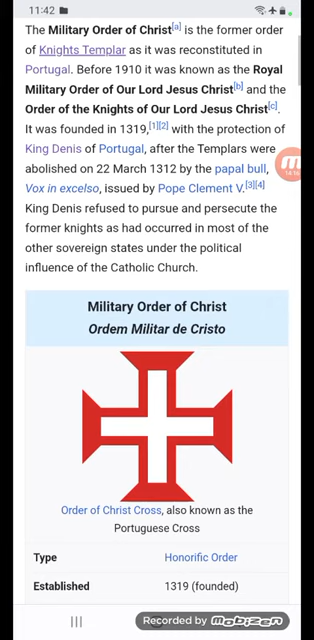 11:42
The Military Order of Christ[a] is the former order
of Knights Templar as it was reconstituted in
Portugal. Before 1910 it was known as the Royal
Military Order of Our Lord Jesus Christ[b] and the
Order of the Knights of Our Lord Jesus Christ[c].
It was founded in 1319,[1][2] with the protection of
King Denis of Portugal, after the Templars were
abolished on 22 March 1312 by the papal bull,
Vox in excelso, issued by Pope Clement V.[3][4]
King Denis refused to pursue and persecute the
former knights as had occurred in most of the
other sovereign states under the political
influence of the Catholic Church.
Military Order of Christ
Ordem Militar de Cristo
Order of Christ Cross, also known as the
Portuguese Cross
Type Honorific Order
Established 1319 (founded)
Recorded by mobizen